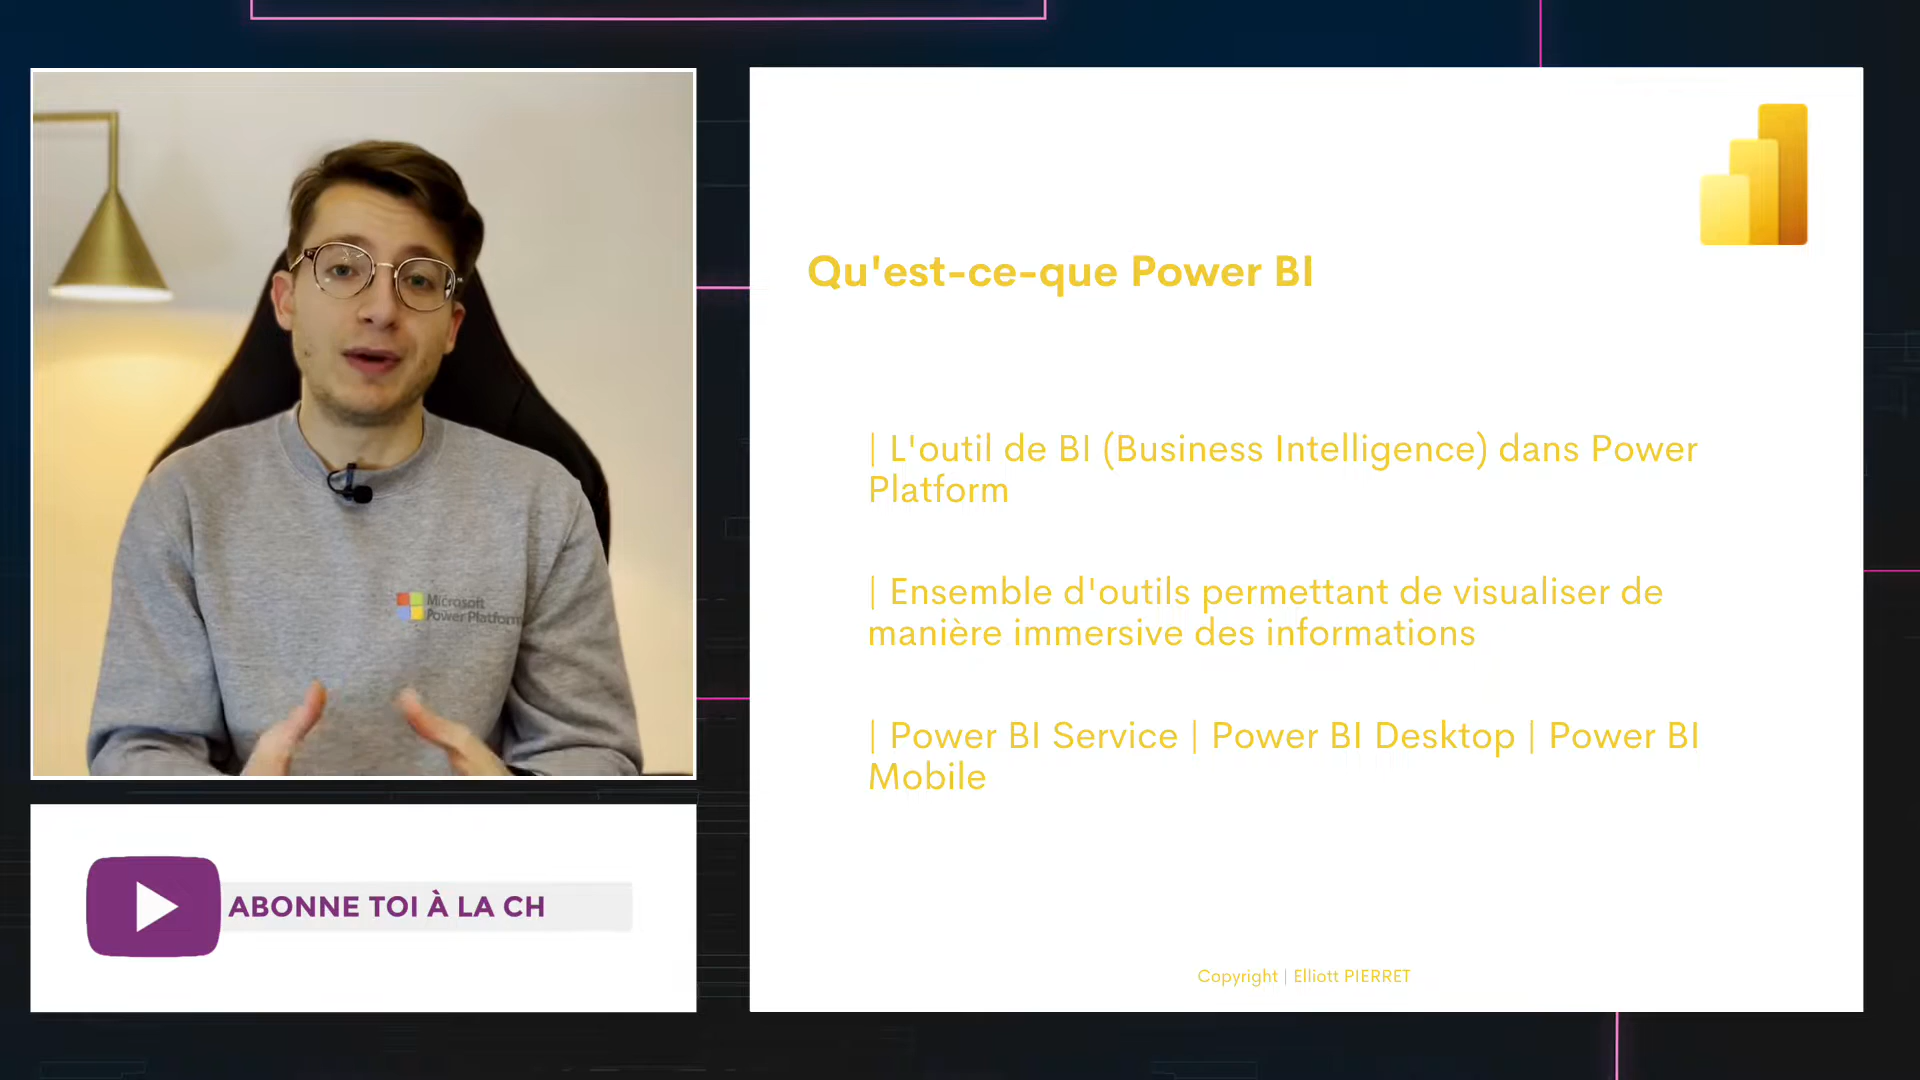 Qu'est-ce-que Power BI
| L'outil de BI (Business Intelligence) dans Power
Platform
| Ensemble d'outils permettant de visualiser de
manière immersive des informations
| Power BI Service | Power BI Desktop | Power BI
Mobile
Copyright | Elliott PIERRET
Microsoft
Power Platform
ABONNE TOI À LA CH